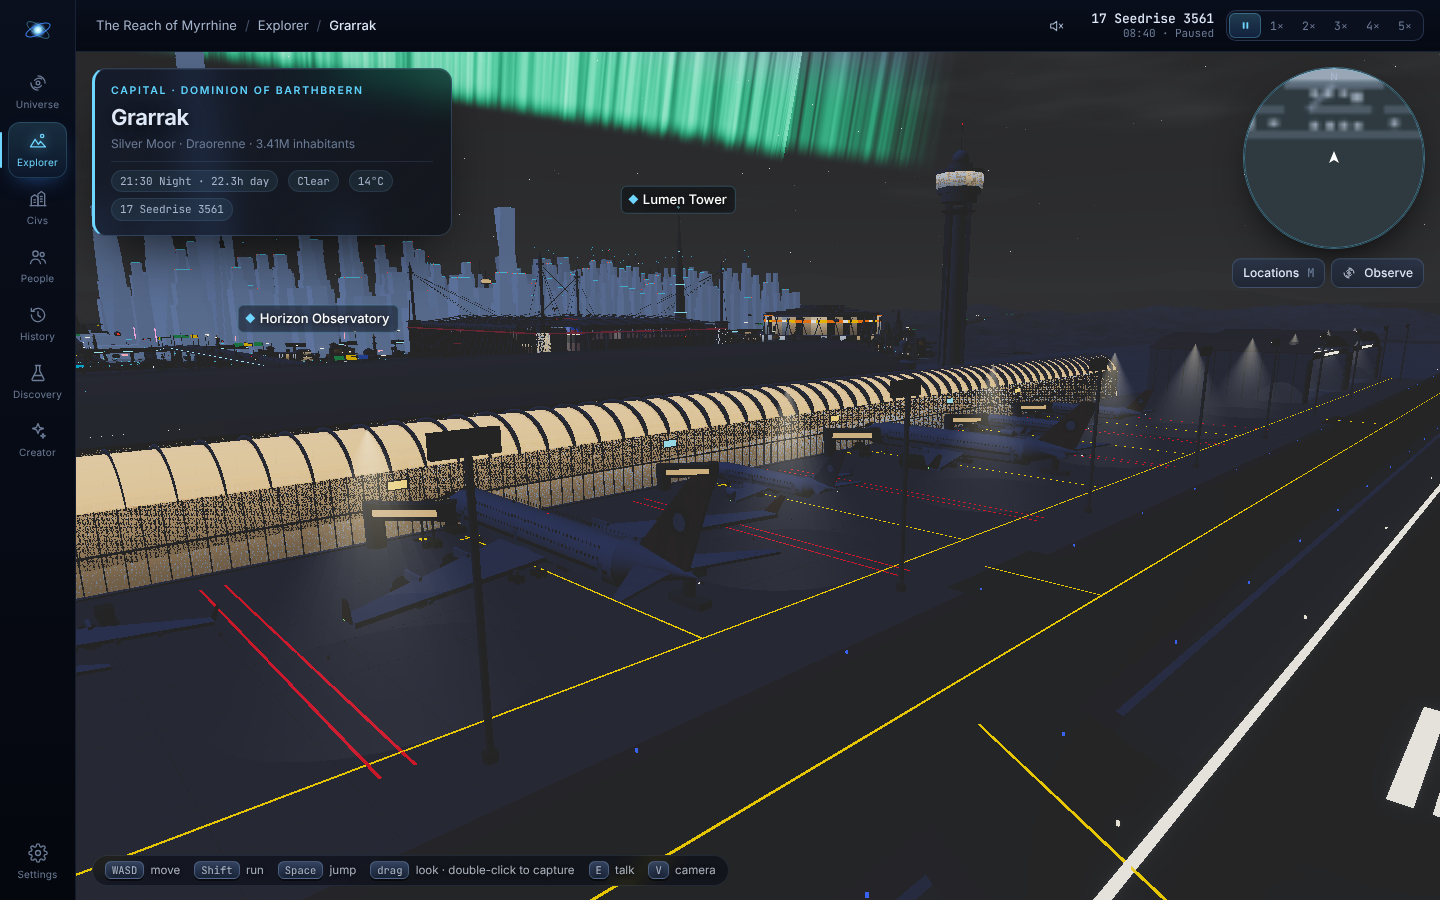 The Reach of Myrrhine / Explorer / Grarrak
17 Seedrise 3561
08:40 · Paused
1× 2× 3× 4× 5×
Universe
Explorer
Civs
People
History
Discovery
Creator
Settings
CAPITAL · DOMINION OF BARTHBRERN
Grarrak
Silver Moor · Draorenne · 3.41M inhabitants
21:30 Night · 22.3h day
Clear
14°C
17 Seedrise 3561
Lumen Tower
Horizon Observatory
N
Locations M
Observe
WASD move Shift run Space jump drag look · double-click to capture E talk V camera